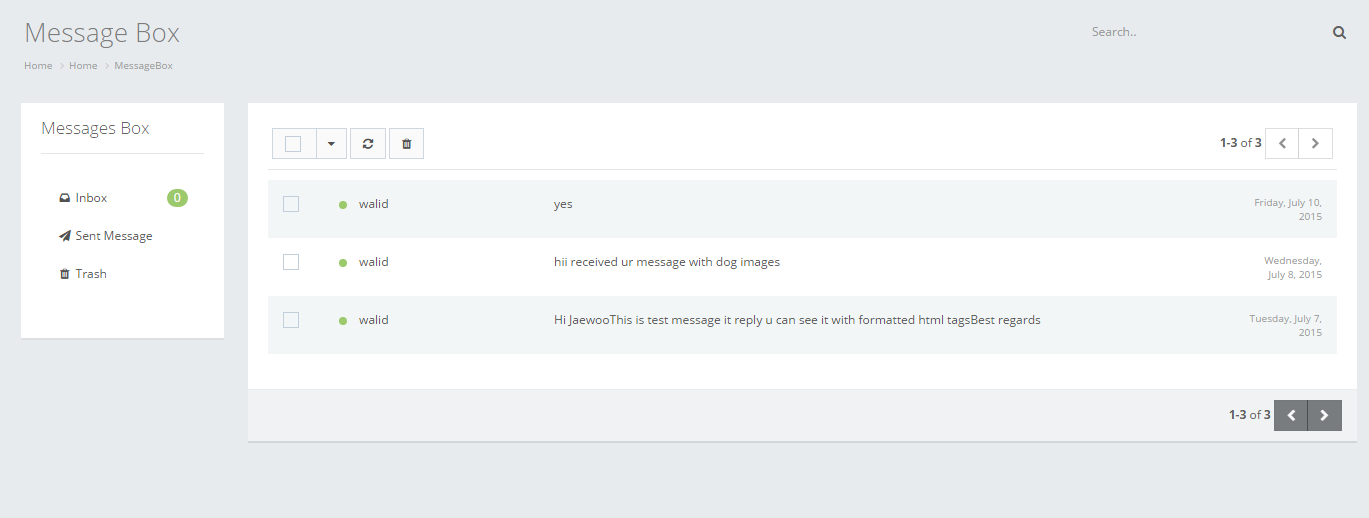 Message Box
Search..
Home Home MessageBox
Messages Box
Inbox 0
Sent Message
Trash
1-3 of 3
walid yes Friday, July 10,
2015
walid hii received ur message with dog images Wednesday,
July 8, 2015
walid Hi JaewooThis is test message it reply u can see it with formatted html tagsBest regards Tuesday, July 7,
2015
1-3 of 3